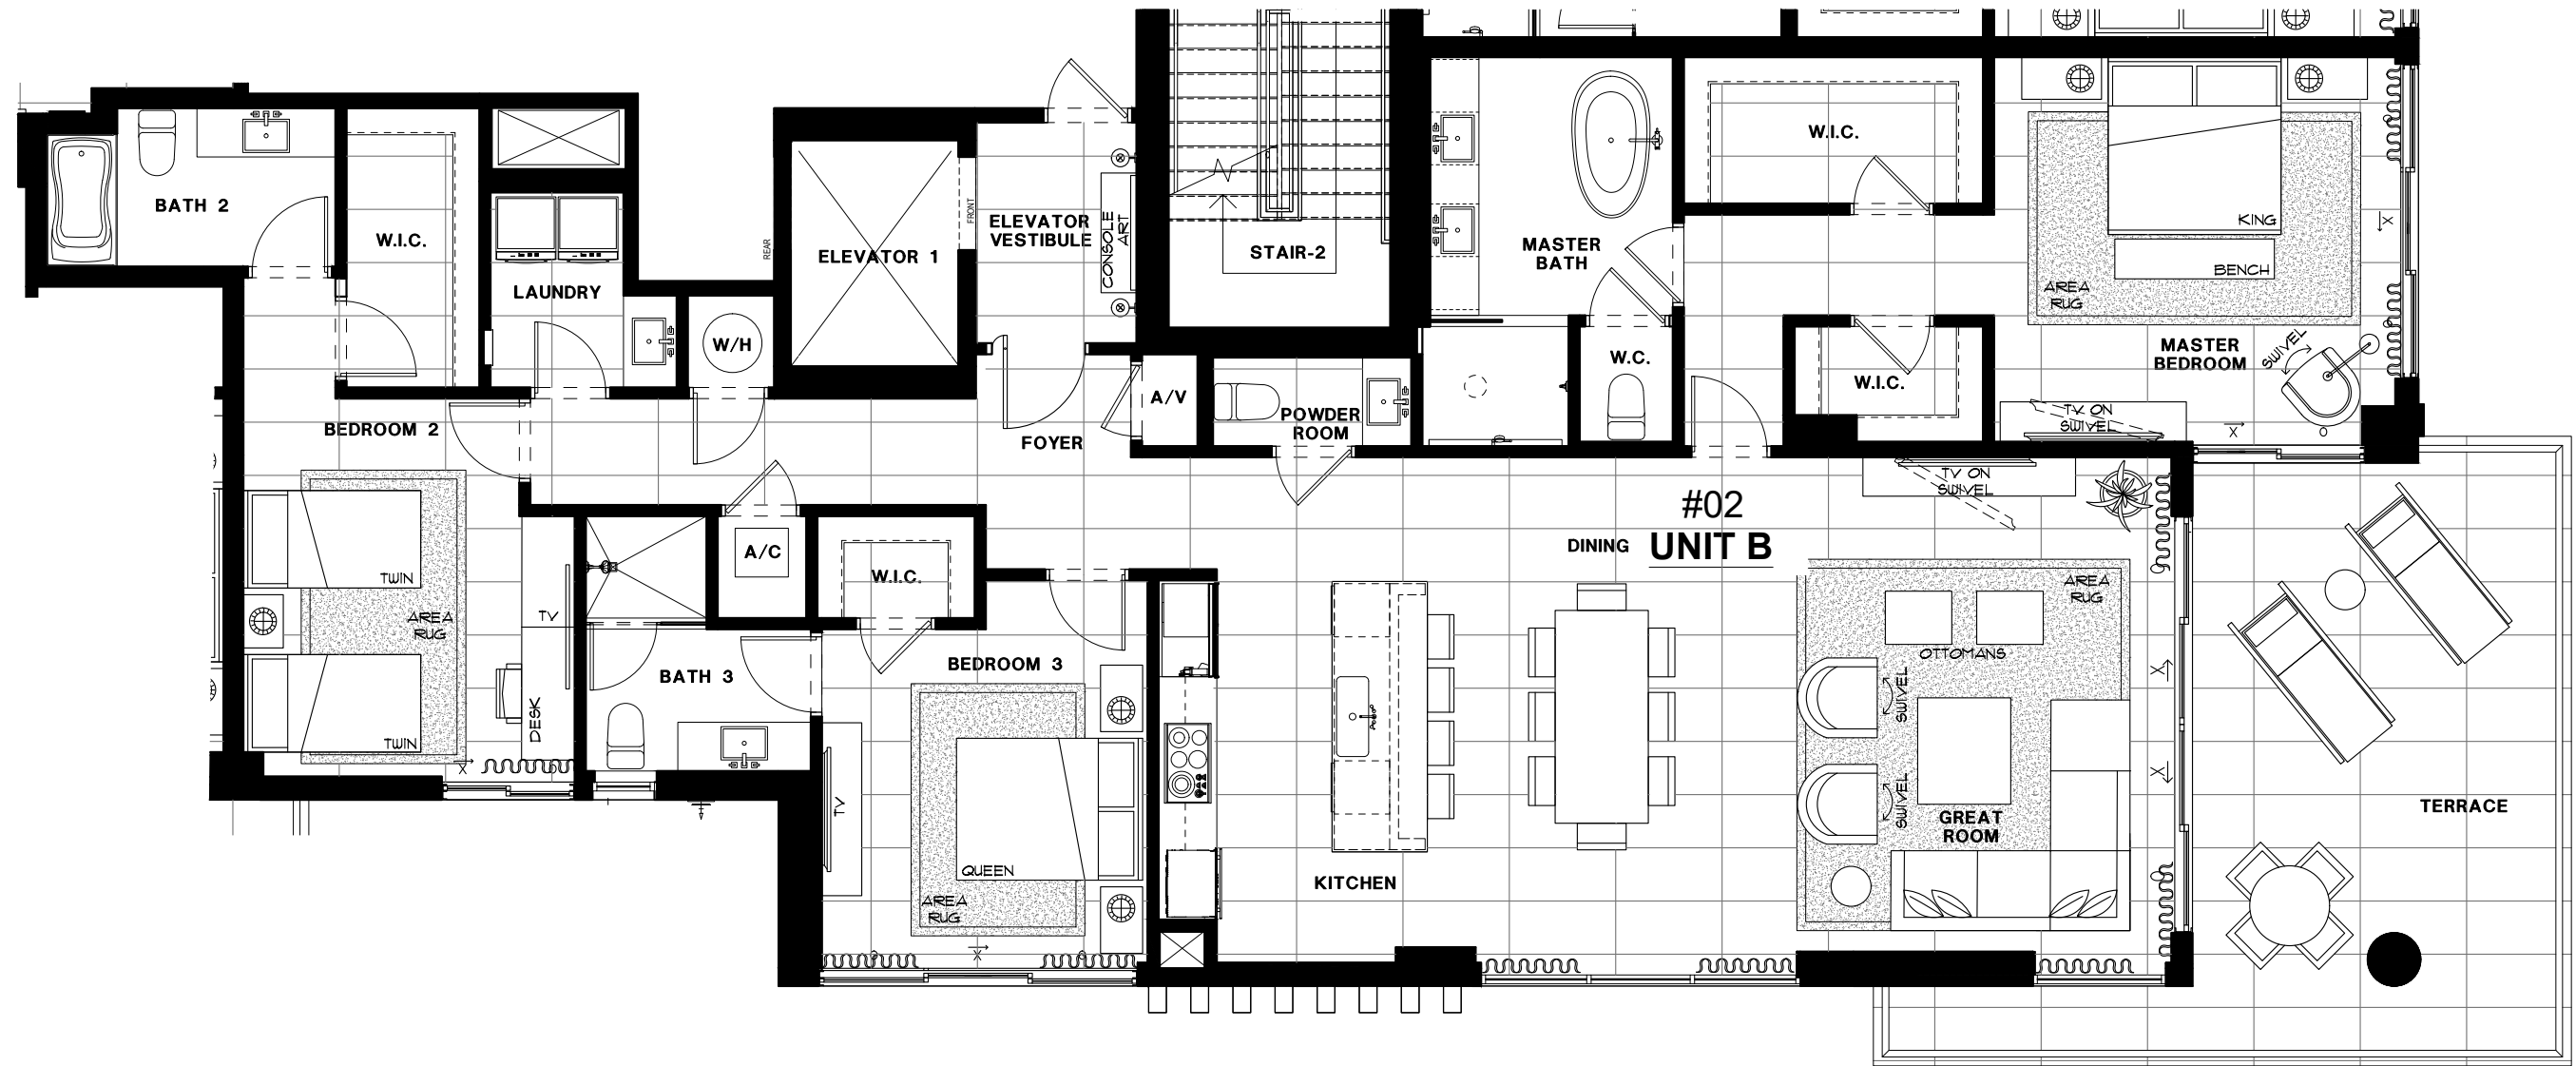 BATH 2
W.I.C.
LAUNDRY
W/H
REAR
ELEVATOR 1
FRONT
ELEVATOR
VESTIBULE
CONSOLE
ART
STAIR-2
MASTER
BATH
W.I.C.
KING
BENCH
AREA
RUG
X
MASTER
BEDROOM
SWIVEL
W.C.
W.I.C.
TV ON
SWIVEL
X
A/V
POWDER
ROOM
FOYER
BEDROOM 2
TWIN
AREA
RUG
TWIN
TV
DESK
X
A/C
W.I.C.
BATH 3
BEDROOM 3
TV
QUEEN
AREA
RUG
X
KITCHEN
DINING
#02
UNIT B
TV ON
SWIVEL
AREA
RUG
OTTOMANS
SWIVEL
SWIVEL
GREAT
ROOM
X
X
TERRACE